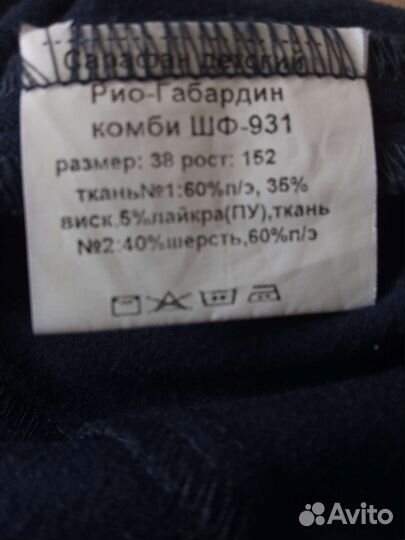 Сарафан детский
Рио-Габардин
комби ШФ-931
размер: 38 рост: 152
ткань№1:60%п/э, 35%
виск.5%лайкра(ПУ),ткань
№2:40%шерсть,60%п/э
Avito